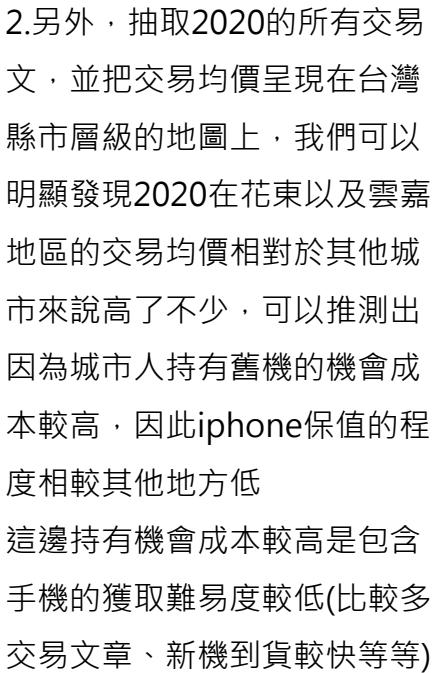 2.另外，抽取2020的所有交易
文，並把交易均價呈現在台灣
縣市層級的地圖上，我們可以
明顯發現2020在花東以及雲嘉
地區的交易均價相對於其他城
市來說高了不少，可以推測出
因為城市人持有舊機的機會成
本較高，因此iphone保值的程
度相較其他地方低
這邊持有機會成本較高是包含
手機的獲取難易度較低(比較多
交易文章、新機到貨較快等等)